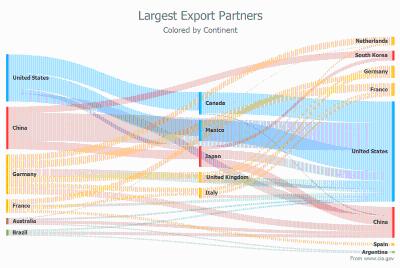 Largest Export Partners
Colored by Continent
Netherlands
South Korea
United States
Germany
France
Canada
China
Mexico
United States
Japan
Germany
United Kingdom
Italy
France
Australia
China
Brazil
Spain
Argentina
From www.cia.gov